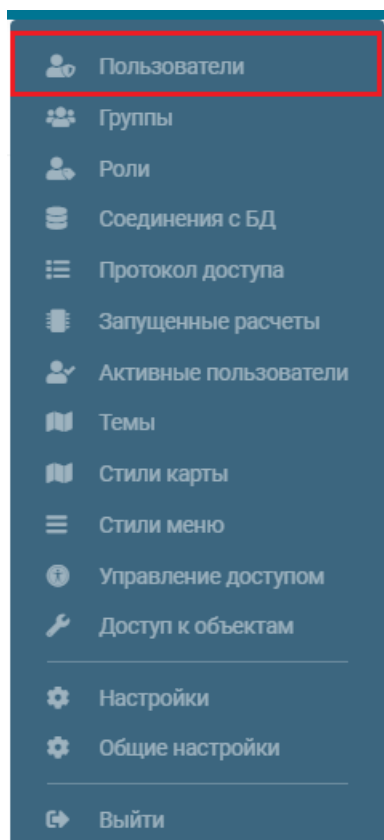 Пользователи
Группы
Роли
Соединения с БД
Протокол доступа
Запущенные расчеты
Активные пользователи
Темы
Стили карты
Стили меню
Управление доступом
Доступ к объектам
Настройки
Общие настройки
Выйти